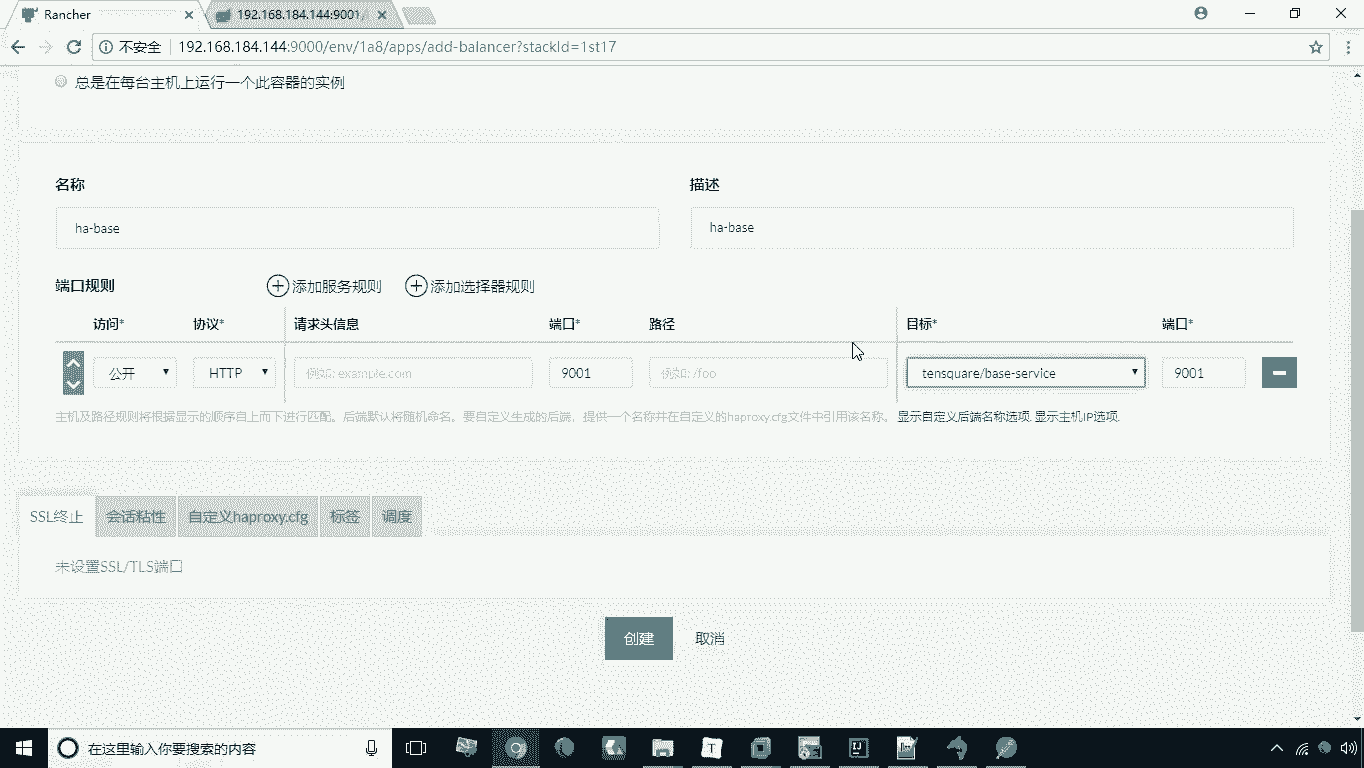 Rancher
192.168.184.144:9001
不安全
192.168.184.144:9000/env/1a8/apps/add-balancer?stackId=1st17
总是在每台主机上运行一个此容器的实例
名称
描述
ha-base
ha-base
端口规则
添加服务规则
添加选择器规则
访问*
协议*
请求头信息
端口*
路径
目标*
端口*
公开
HTTP
例如: example.com
9001
例如: /foo
tensquare/base-service
9001
主机及路径规则将根据显示的顺序自上而下进行匹配。后端默认将随机命名。要自定义生成的后端，提供一个名称并在自定义的haproxy.cfg文件中引用该名称。 显示自定义后端名称选项. 显示主机IP选项.
SSL终止
会话粘性
自定义haproxy.cfg
标签
调度
未设置SSL/TLS端口
创建
取消
在这里输入你要搜索的内容